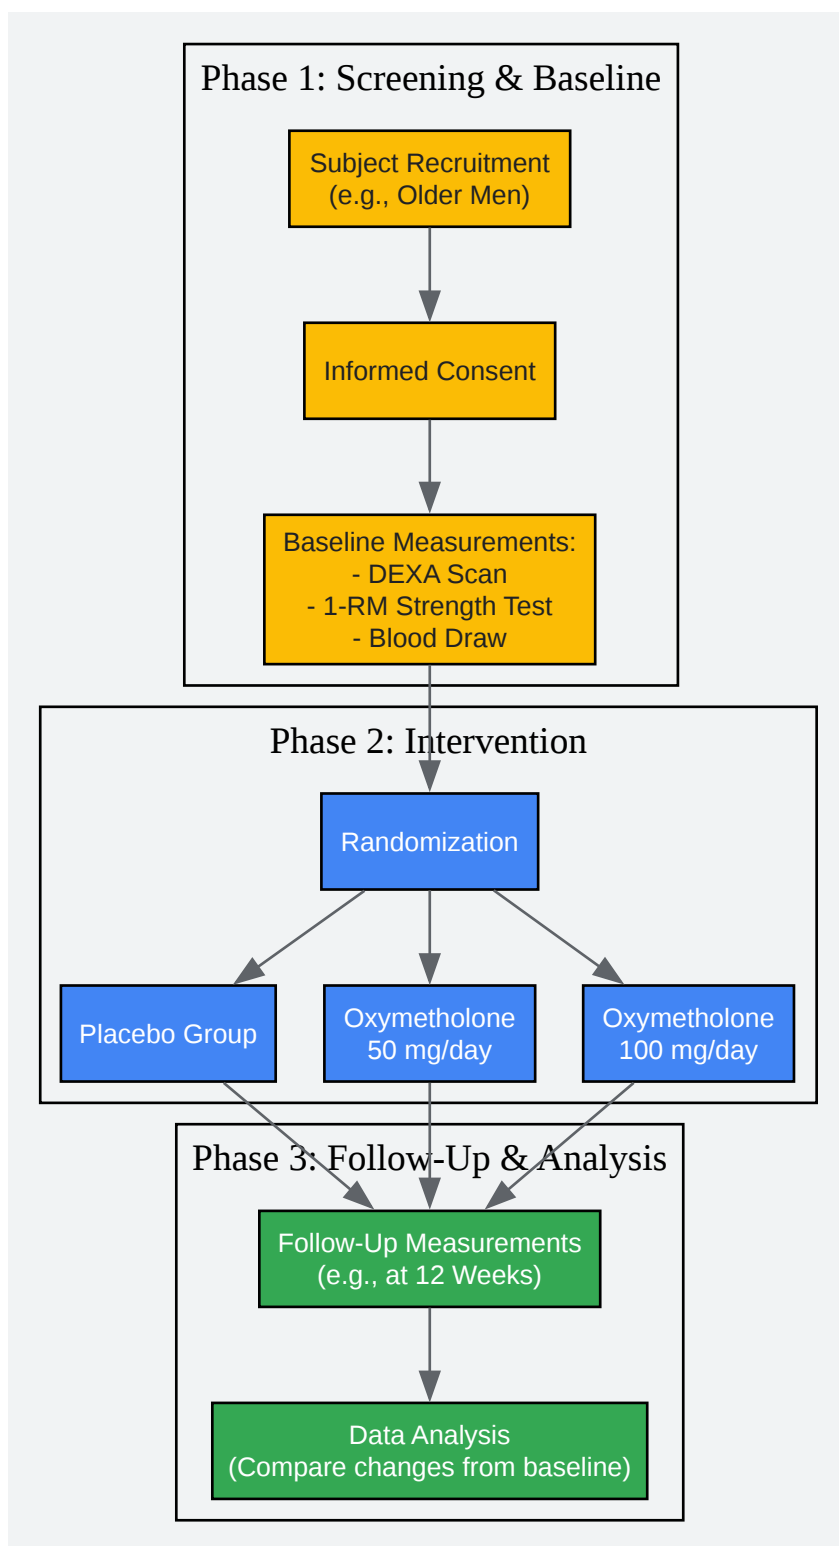 Phase 1: Screening & Baseline
Subject Recruitment
(e.g., Older Men)
Informed Consent
Baseline Measurements:
- DEXA Scan
- 1-RM Strength Test
- Blood Draw
Phase 2: Intervention
Randomization
Placebo Group
Oxymetholone
50 mg/day
Oxymetholone
100 mg/day
Phase 3: Follow-Up & Analysis
Follow-Up Measurements
(e.g., at 12 Weeks)
Data Analysis
(Compare changes from baseline)